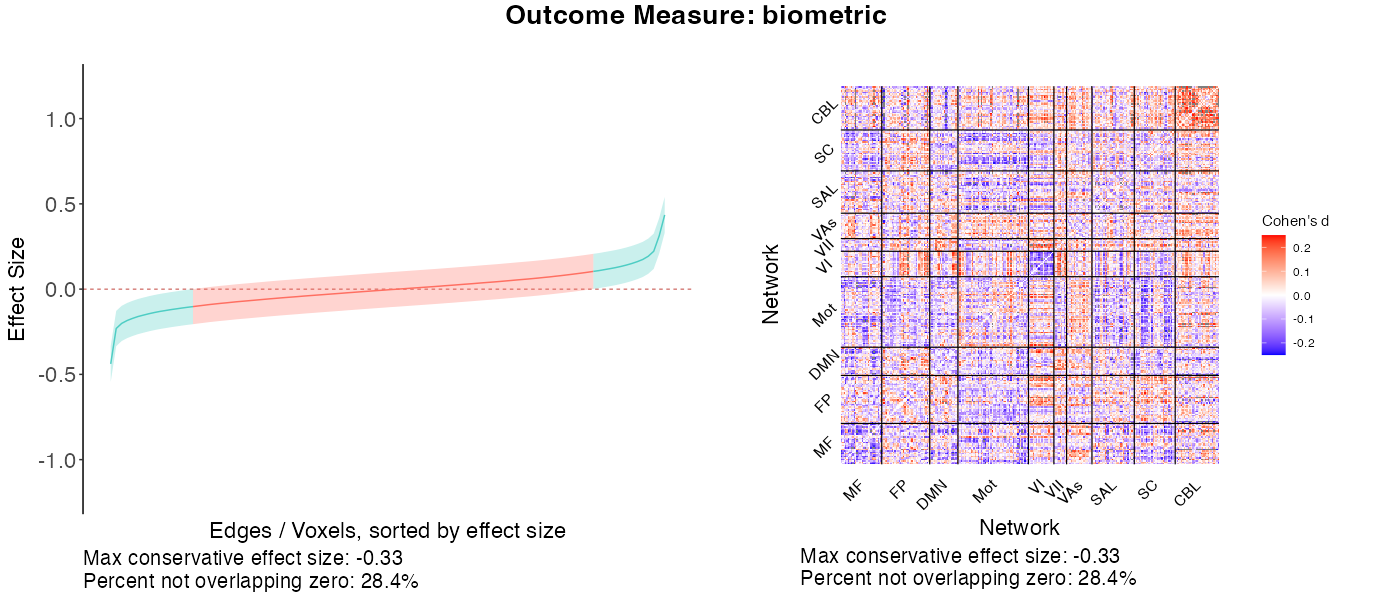 Outcome Measure: biometric
Effect Size
1.0
0.5
0.0
-0.5
-1.0
Edges / Voxels, sorted by effect size
Max conservative effect size: -0.33
Percent not overlapping zero: 28.4%
Network
CBL
SC
SAL
VAs
VII
VI
Mot
DMN
FP
MF
MF
FP
DMN
Mot
VI
VII
VAs
SAL
SC
CBL
Network
Max conservative effect size: -0.33
Percent not overlapping zero: 28.4%
Cohen's d
0.2
0.1
0.0
-0.1
-0.2